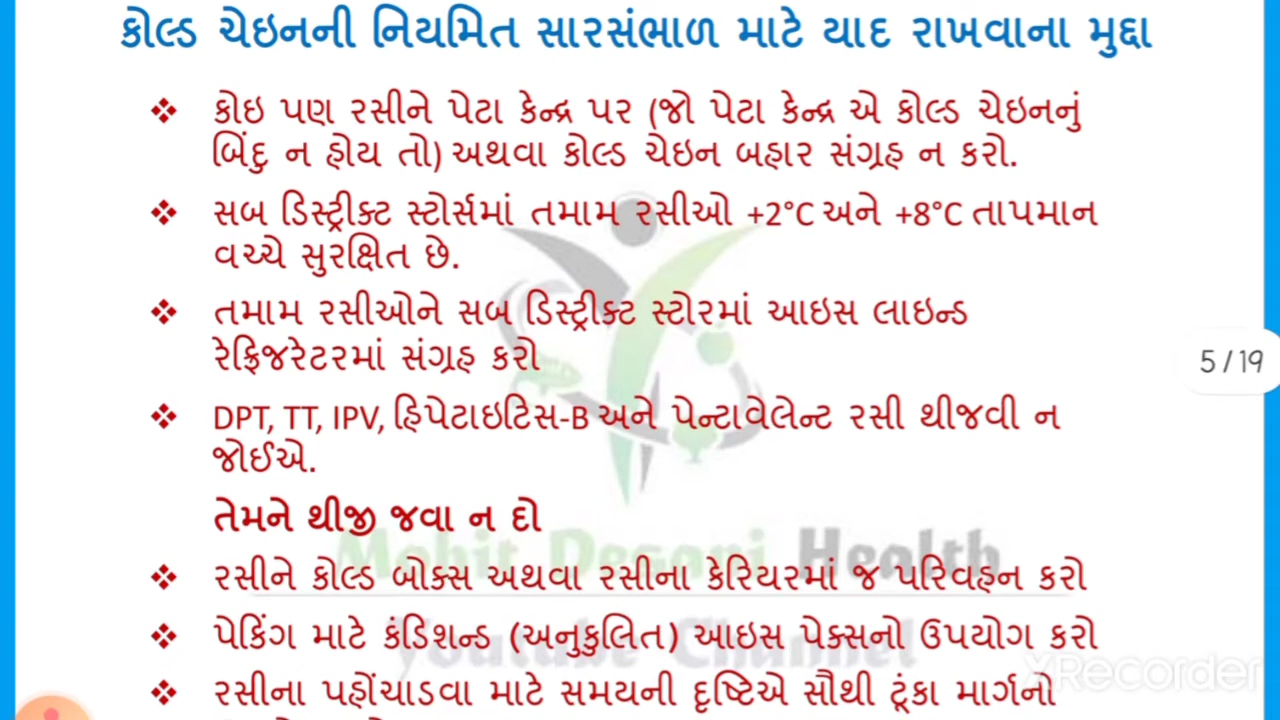 કોલ્ડ ચેઇનની નિયમિત સારસંભાળ માટે યાદ રાખવાના મુદ્દા
❖ કોઇ પણ રસીને પેટા કેન્દ્ર પર (જો પેટા કેન્દ્ર એ કોલ્ડ ચેઇનનું
બિંદુ ન હોય તો) અથવા કોલ્ડ ચેઇન બહાર સંગ્રહ ન કરો.
❖ સબ ડિસ્ટ્રીક્ટ સ્ટોર્સમાં તમામ રસીઓ +2°C અને +8°C તાપમાન
વચ્ચે સુરક્ષિત છે.
❖ તમામ રસીઓને સબ ડિસ્ટ્રીક્ટ સ્ટોરમાં આઇસ લાઇન્ડ
રેફ્રિજરેટરમાં સંગ્રહ કરો
5 / 19
❖ DPT, TT, IPV, હિપેટાઇટિસ-B અને પેન્ટાવેલેન્ટ રસી થીજવી ન
જોઈએ.
તેમને થીજી જવા ન દો
Mohit Desani Health
❖ રસીને કોલ્ડ બોક્સ અથવા રસીના કેરિયરમાં જ પરિવહન કરો
❖ પેકિંગ માટે કંડિશન્ડ (અનુકુલિત) આઇસ પેક્સનો ઉપયોગ કરો
Youtube Channel
XRecorder
❖ રસીના પહોંચાડવા માટે સમયની દૃષ્ટિએ સૌથી ટૂંકા માર્ગનો